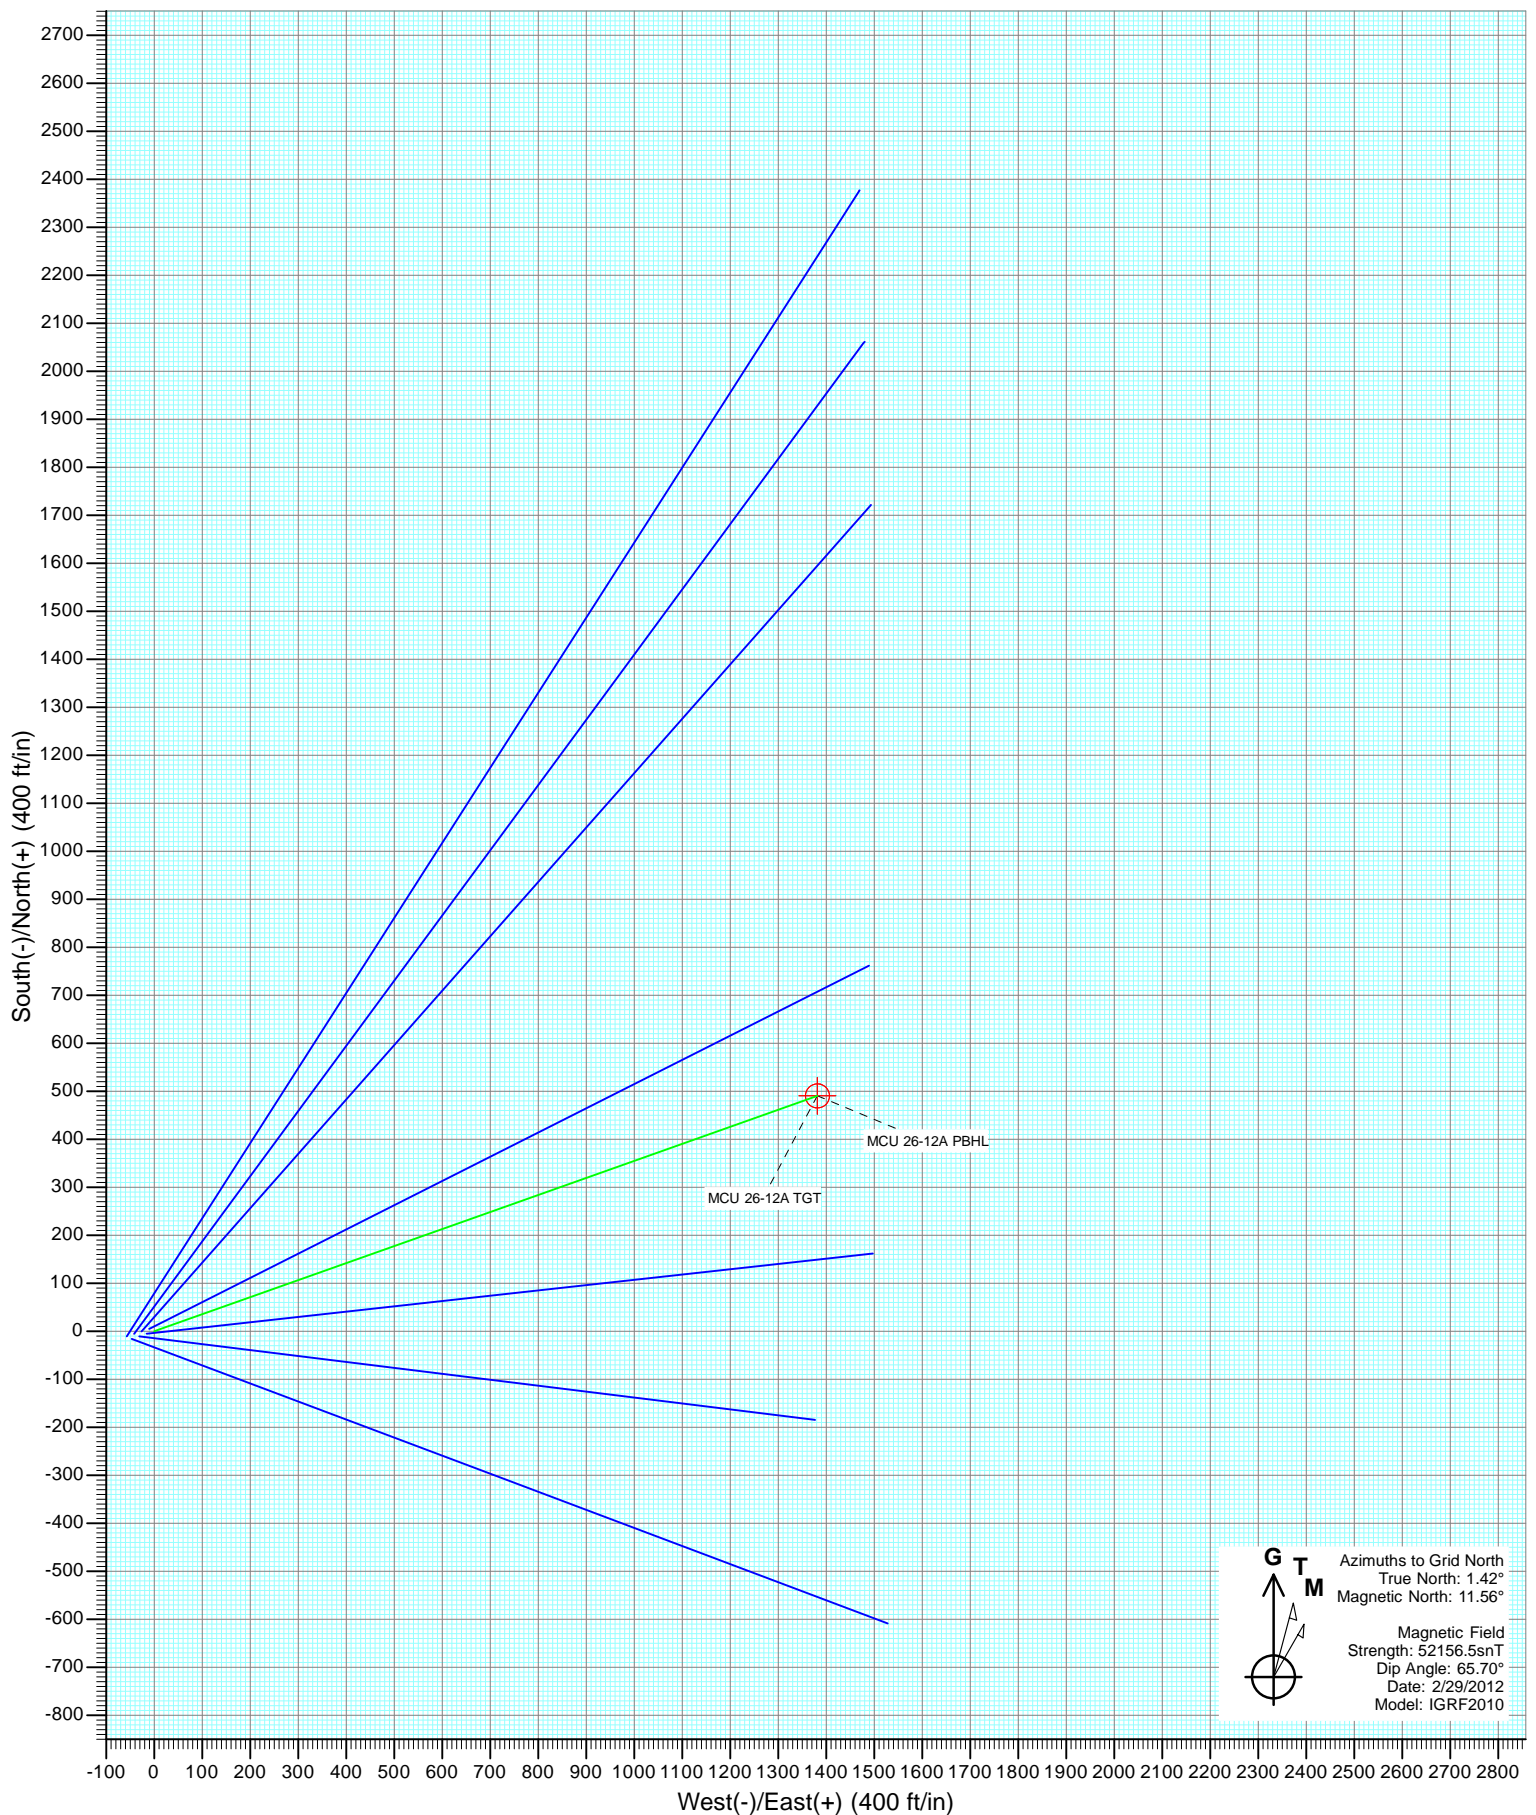 2700
2600
2500
2400
2300
2200
2100
2000
1900
1800
1700
1600
1500
1400
1300
1200
1100
1000
900
800
700
600
500
400
300
200
100
0
-100
-200
-300
-400
-500
-600
-700
-800
South(-)/North(+) (400 ft/in)
MCU 26-12A PBHL
MCU 26-12A TGT
G
T
M
Azimuths to Grid North
True North: 1.42°
Magnetic North: 11.56°
Magnetic Field
Strength: 52156.5snT
Dip Angle: 65.70°
Date: 2/29/2012
Model: IGRF2010
-100 0 100 200 300 400 500 600 700 800 900 1000 1100 1200 1300 1400 1500 1600 1700 1800 1900 2000 2100 2200 2300 2400 2500 2600 2700 2800
West(-)/East(+) (400 ft/in)